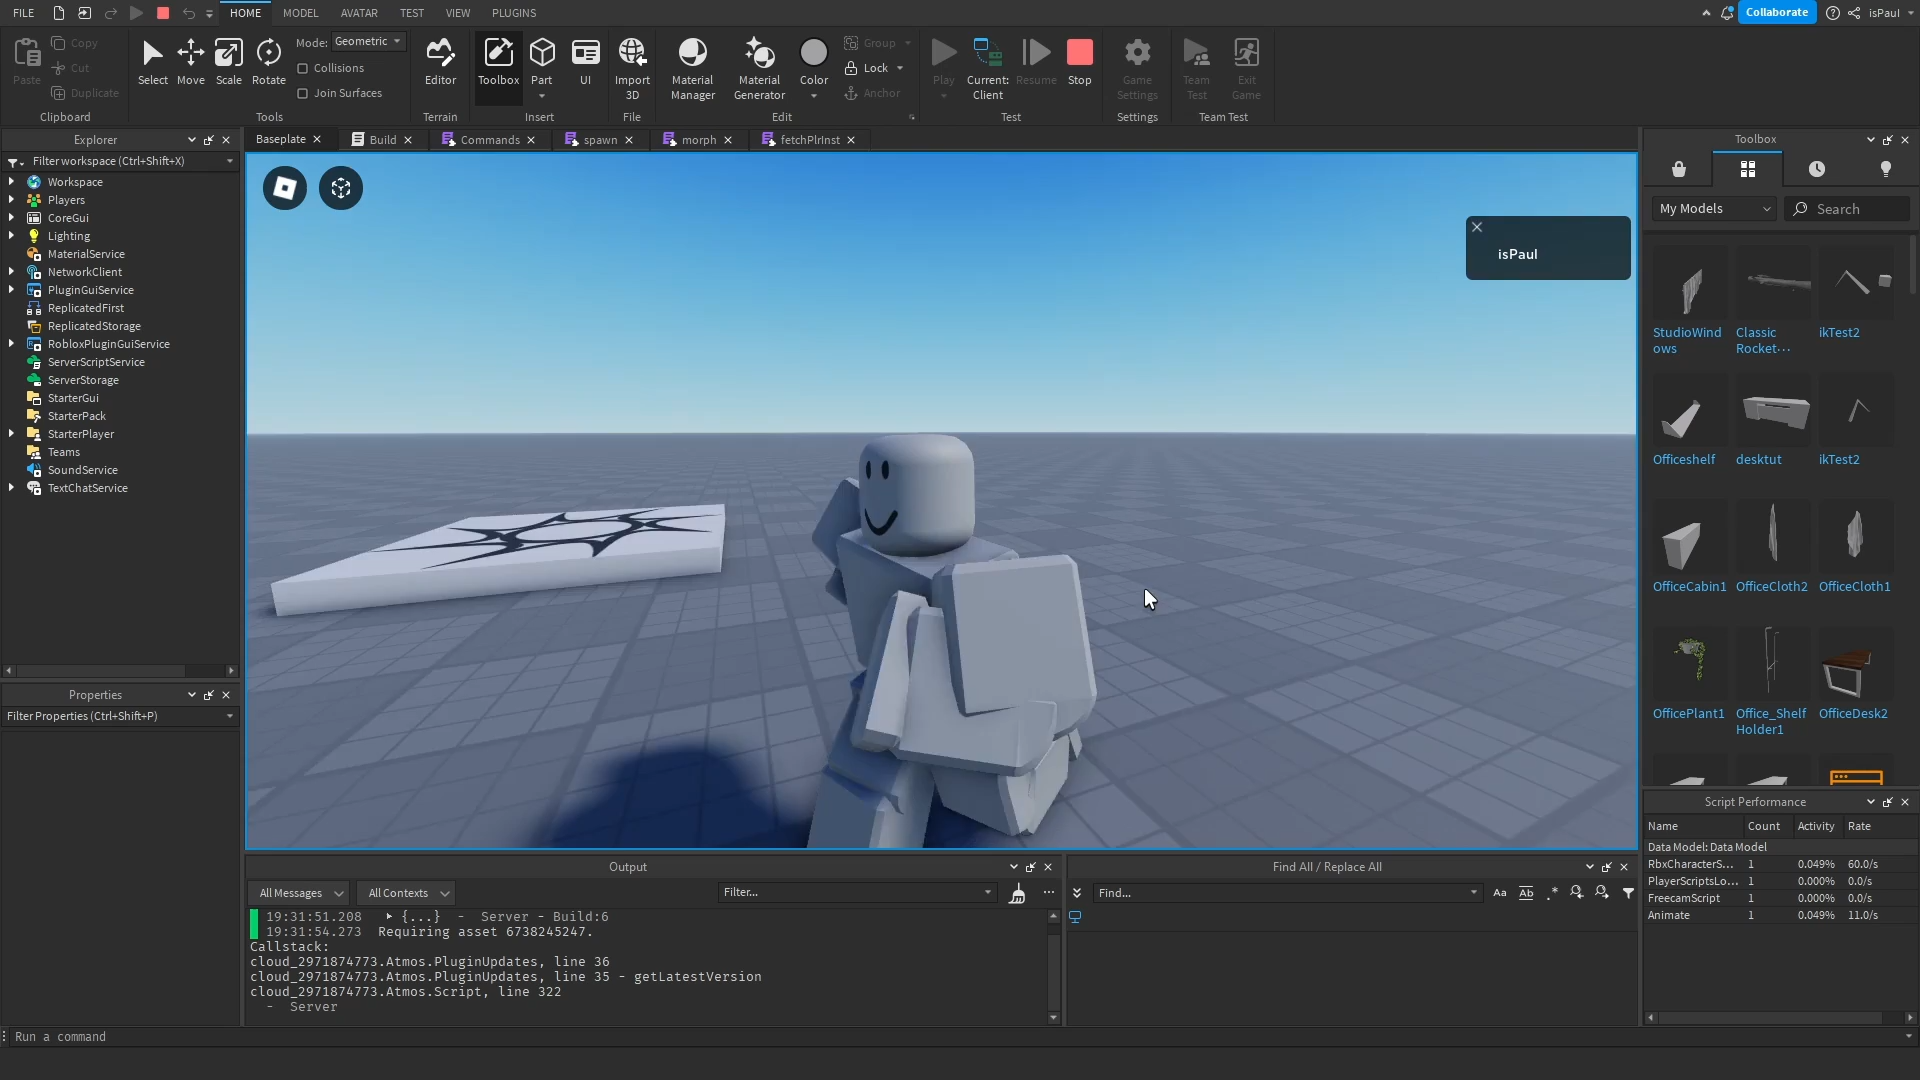 FILE
HOME
MODEL
AVATAR
TEST
VIEW
PLUGINS
Collaborate
isPaul
Paste
Copy
Cut
Duplicate
Clipboard
Select
Move
Scale
Rotate
Mode: Geometric
Collisions
Join Surfaces
Tools
Editor
Terrain
Toolbox
Part
UI
Insert
Import
3D
File
Material
Manager
Material
Generator
Color
Group
Lock
Anchor
Edit
Play
Current:
Client
Resume
Stop
Test
Game
Settings
Settings
Team
Test
Exit
Game
Team Test
Explorer
Filter workspace (Ctrl+Shift+X)
Workspace
Players
CoreGui
Lighting
MaterialService
NetworkClient
PluginGuiService
ReplicatedFirst
ReplicatedStorage
RobloxPluginGuiService
ServerScriptService
ServerStorage
StarterGui
StarterPack
StarterPlayer
Teams
SoundService
TextChatService
Properties
Filter Properties (Ctrl+Shift+P)
Baseplate
Build
Commands
spawn
morph
fetchPlrInst
isPaul
Toolbox
My Models
Search
StudioWind
ows
Classic
Rocket···
ikTest2
Officeshelf
desktut
ikTest2
OfficeCabin1
OfficeCloth2
OfficeCloth1
OfficePlant1
Office_Shelf
Holder1
OfficeDesk2
Output
All Messages
All Contexts
Filter...
19:31:51.208 {...} - Server - Build:6
19:31:54.273 Requiring asset 6738245247.
Callstack:
cloud_2971874773.Atmos.PluginUpdates, line 36
cloud_2971874773.Atmos.PluginUpdates, line 35 - getLatestVersion
cloud_2971874773.Atmos.Script, line 322
- Server
Find All / Replace All
Find...
Aa
Ab
.*
Script Performance
Name Count Activity Rate
Data Model: Data Model
RbxCharacterS... 1 0.049% 60.0/s
PlayerScriptsLo... 1 0.000% 0.0/s
FreecamScript 1 0.000% 0.0/s
Animate 1 0.049% 11.0/s
Run a command